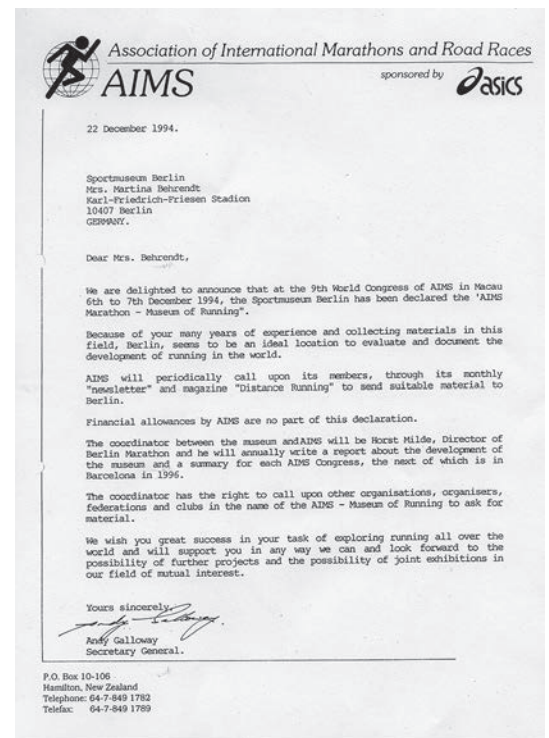 Association of International Marathons and Road Races
AIMS
sponsored by asics
22 December 1994.
Sportmuseum Berlin
Mrs. Martina Behrendt
Karl-Friedrich-Friesen Stadion
10407 Berlin
GERMANY.
Dear Mrs. Behrendt,
We are delighted to announce that at the 9th World Congress of AIMS in Macau
6th to 7th December 1994, the Sportmuseum Berlin has been declared the 'AIMS
Marathon - Museum of Running".
Because of your many years of experience and collecting materials in this
field, Berlin, seems to be an ideal location to evaluate and document the
development of running in the world.
AIMS will periodically call upon its members, through its monthly
"newsletter" and magazine "Distance Running" to send suitable material to
Berlin.
Financial allowances by AIMS are no part of this declaration.
The coordinator between the museum andAIMS will be Horst Milde, Director of
Berlin Marathon and he will annually write a report about the development of
the museum and a summary for each AIMS Congress, the next of which is in
Barcelona in 1996.
The coordinator has the right to call upon other organisations, organisers,
federations and clubs in the name of the AIMS - Museum of Running to ask for
material.
We wish you great success in your task of exploring running all over the
world and will support you in any way we can and look forward to the
possibility of further projects and the possibility of joint exhibitions in
our field of mutual interest.
Yours sincerely,
Andy Galloway.
Andy Galloway
Secretary General.
P.O. Box 10-106
Hamilton, New Zealand
Telephone: 64-7-849 1782
Telefax: 64-7-849 1789